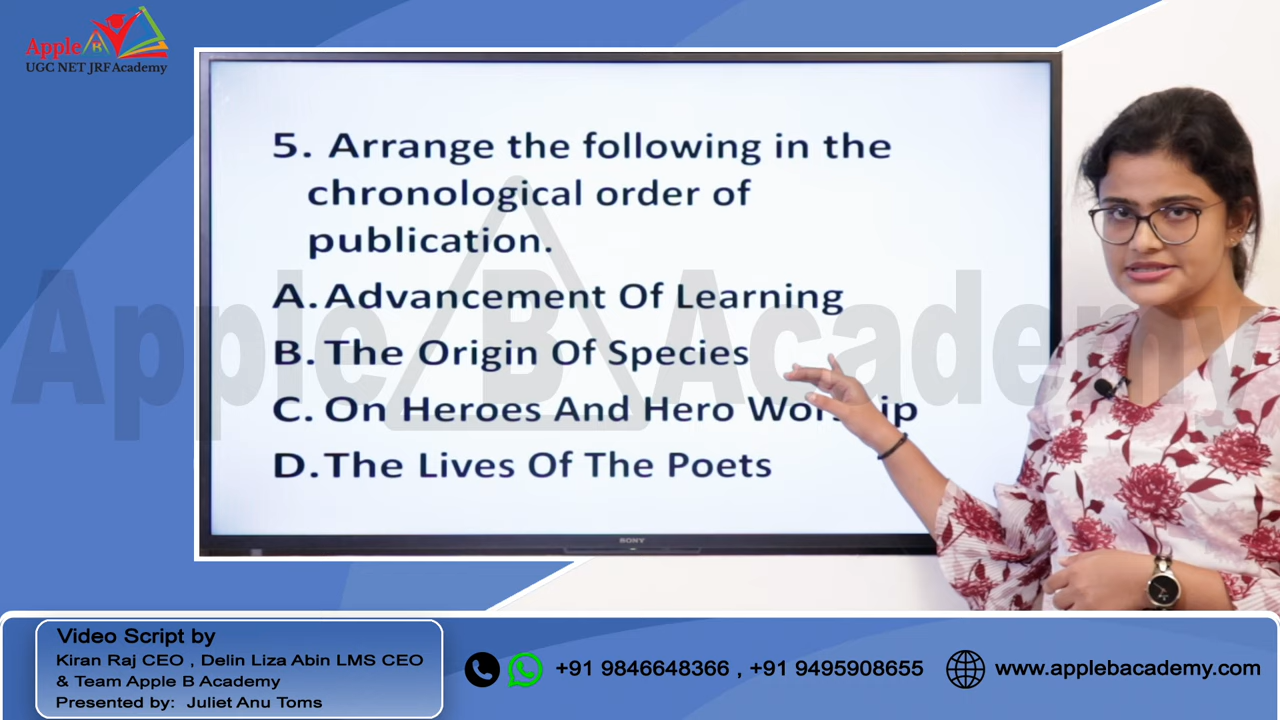 Apple B
UGC NET JRF Academy
5. Arrange the following in the
chronological order of
publication.
A. Advancement Of Learning
B. The Origin Of Species
C. On Heroes And Hero Worship
D. The Lives Of The Poets
Apple B Academy
SONY
Video Script by
Kiran Raj CEO , Delin Liza Abin LMS CEO
& Team Apple B Academy
Presented by: Juliet Anu Toms
+91 9846648366 , +91 9495908655
www.applebacademy.com